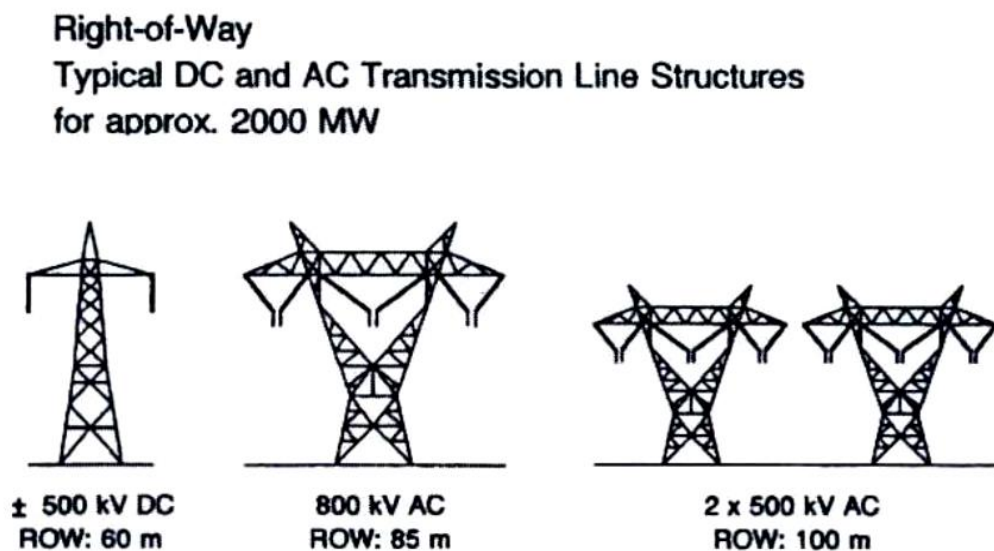 Right-of-Way
Typical DC and AC Transmission Line Structures
for approx. 2000 MW
± 500 kV DC
ROW: 60 m
800 kV AC
ROW: 85 m
2 x 500 kV AC
ROW: 100 m